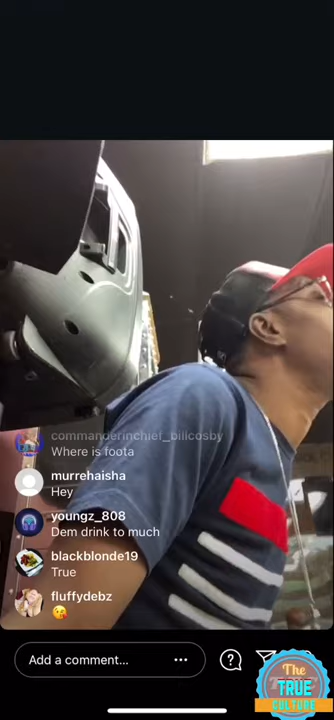 commanderinchief_billcosby
Where is foota
murrehaisha
Hey
youngz_808
Dem drink to much
blackblonde19
True
fluffydebz
Add a comment...
The
TRUE
CULTURE